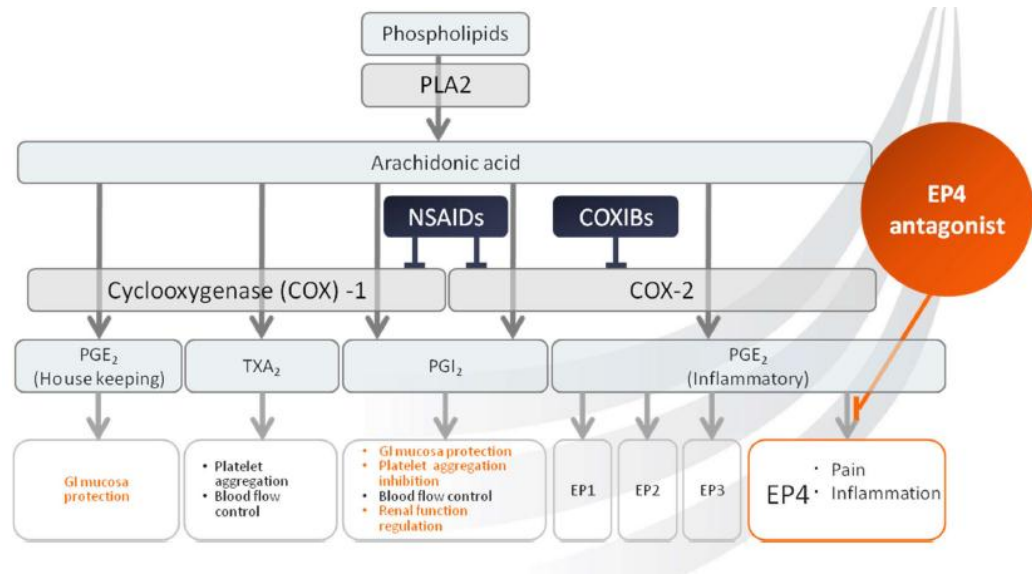 Phospholipids
PLA2
Arachidonic acid
NSAIDs
COXIBs
EP4
antagonist
Cyclooxygenase (COX) -1
COX-2
PGE₂
(House keeping)
TXA₂
PGI₂
PGE₂
(Inflammatory)
GI mucosa
protection
• Platelet
aggregation
• Blood flow
control
• GI mucosa protection
• Platelet aggregation
inhibition
• Blood flow control
• Renal function
regulation
EP1
EP2
EP3
EP4
• Pain
• Inflammation